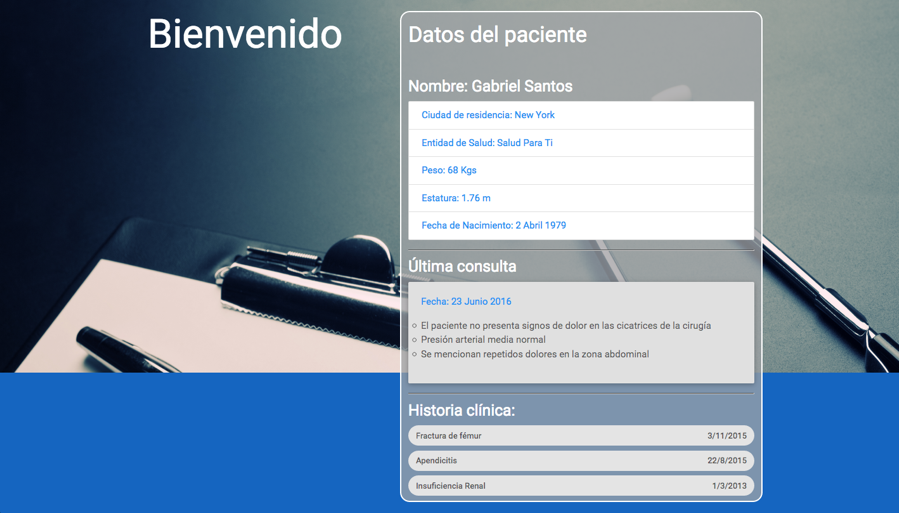 Bienvenido
Datos del paciente
Nombre: Gabriel Santos
Ciudad de residencia: New York
Entidad de Salud: Salud Para Ti
Peso: 68 Kgs
Estatura: 1.76 m
Fecha de Nacimiento: 2 Abril 1979
Última consulta
Fecha: 23 Junio 2016
El paciente no presenta signos de dolor en las cicatrices de la cirugía
Presión arterial media normal
Se mencionan repetidos dolores en la zona abdominal
Historia clínica:
Fractura de fémur 3/11/2015
Apendicitis 22/8/2015
Insuficiencia Renal 1/3/2013